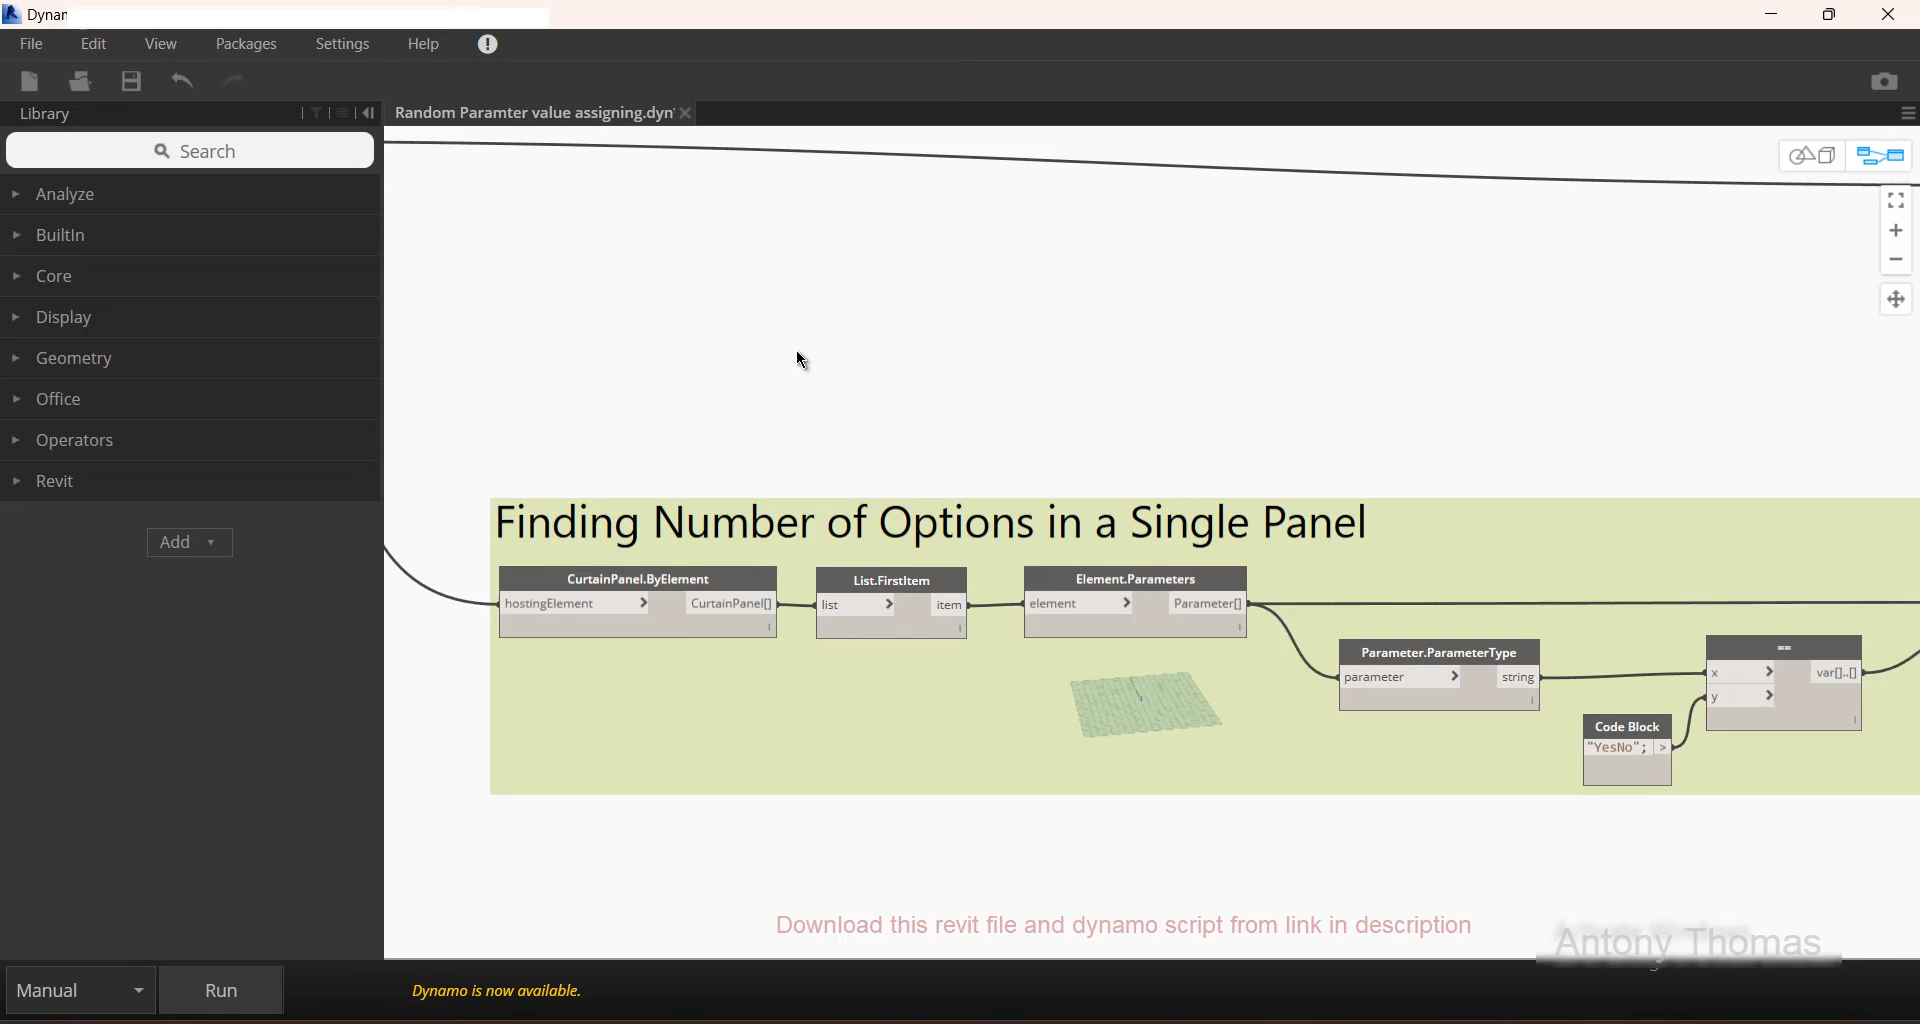 Dynam
File Edit View Packages Settings Help
Library
Random Paramter value assigning.dyn*
Search
Analyze
BuiltIn
Core
Display
Geometry
Office
Operators
Revit
Add
Finding Number of Options in a Single Panel
CurtainPanel.ByElement
hostingElement > CurtainPanel[]
List.FirstItem
list > item
Element.Parameters
element > Parameter[]
Parameter.ParameterType
parameter > string
==
x > var[]..[]
y >
Code Block
"YesNo"; >
Download this revit file and dynamo script from link in description
Antony Thomas
Manual
Run
Dynamo is now available.